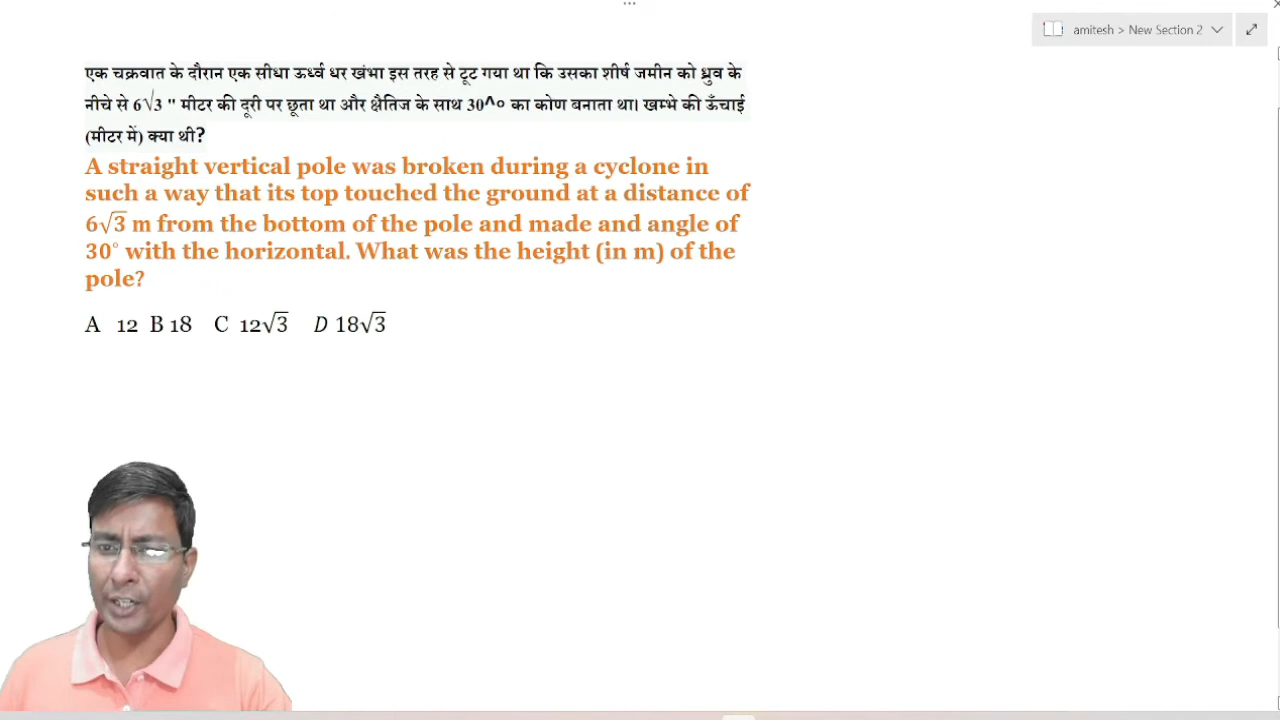 amitesh > New Section 2
एक चक्रवात के दौरान एक सीधा ऊर्ध्व धर खंभा इस तरह से टूट गया था कि उसका शीर्ष जमीन को ध्रुव के
नीचे से 6√3 " मीटर की दूरी पर छूता था और क्षैतिज के साथ 30^० का कोण बनाता था। खम्भे की ऊँचाई
(मीटर में) क्या थी?
A straight vertical pole was broken during a cyclone in
such a way that its top touched the ground at a distance of
6√3 m from the bottom of the pole and made and angle of
30° with the horizontal. What was the height (in m) of the
pole?
A 12 B 18 C 12√3 D 18√3